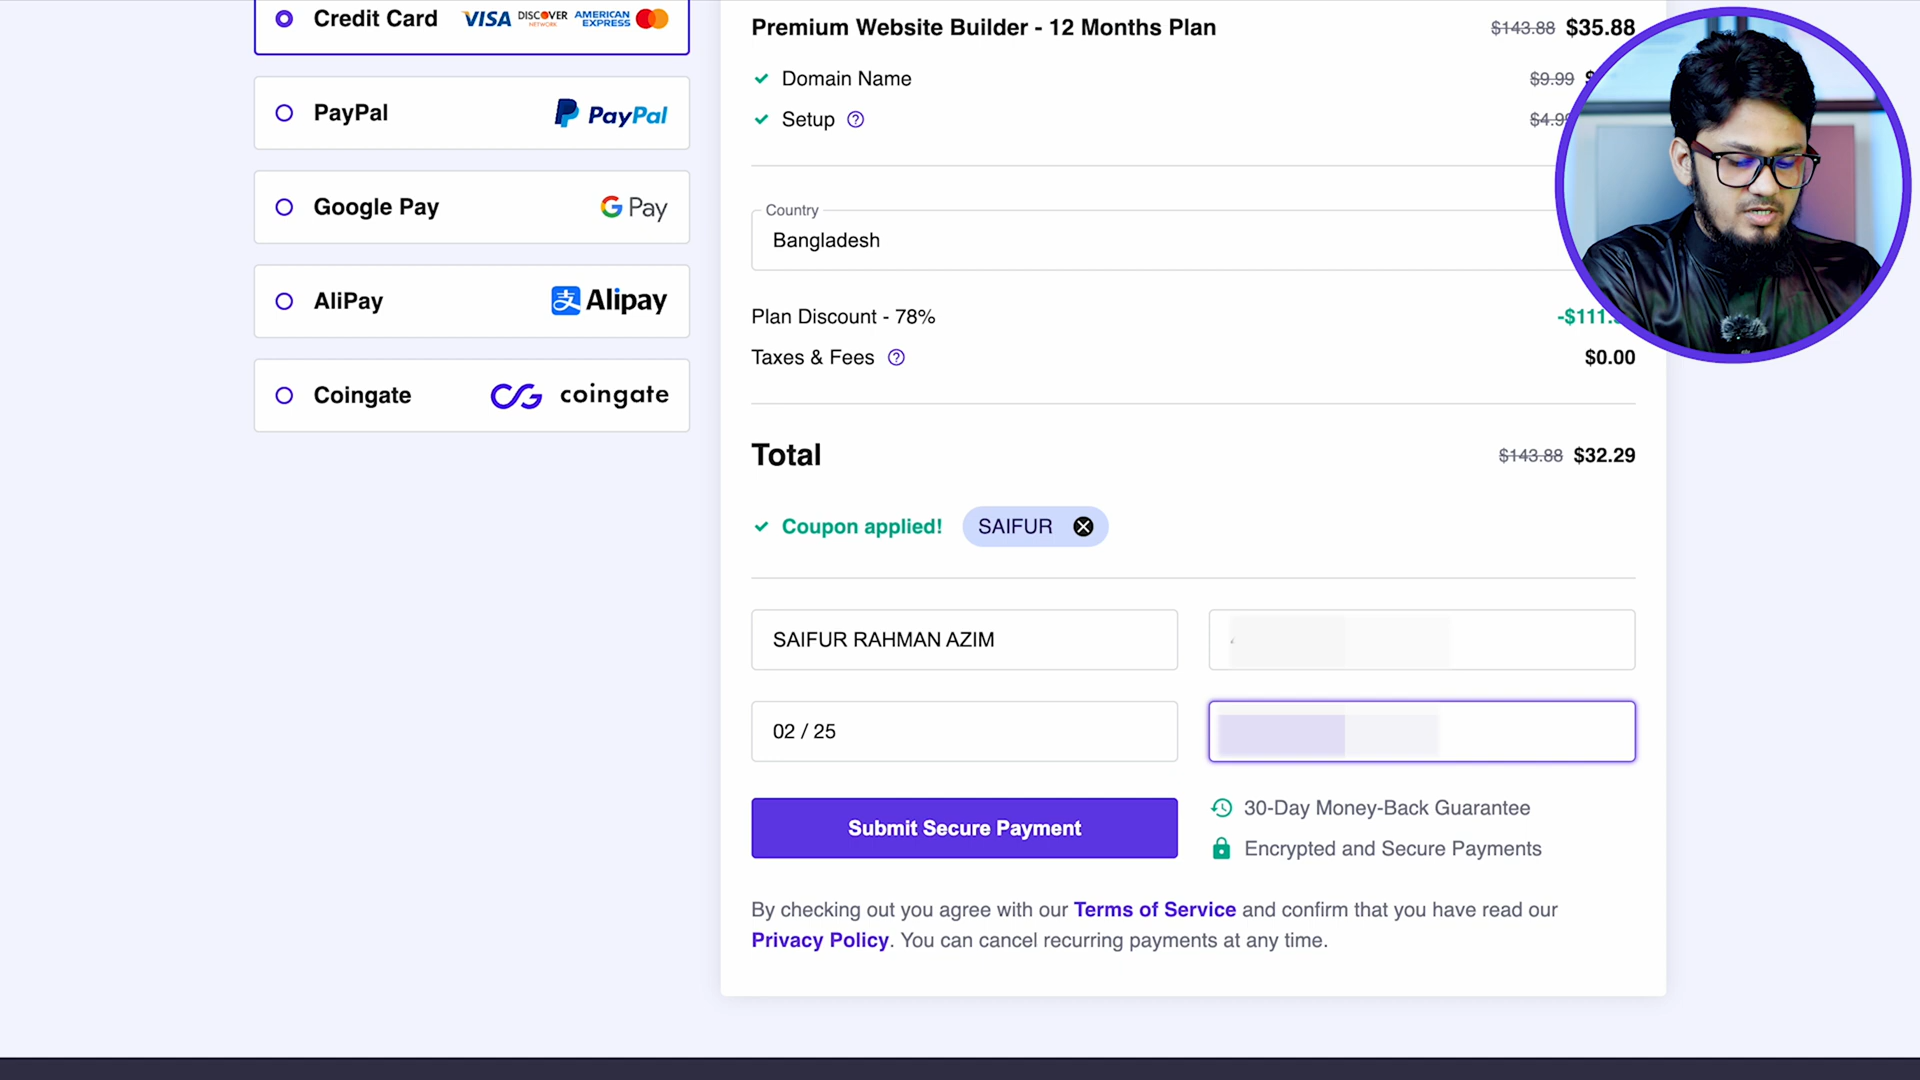 Credit Card VISA DISCOVER NETWORK AMERICAN EXPRESS
PayPal PayPal
Google Pay G Pay
AliPay 支 Alipay
Coingate coingate
Premium Website Builder - 12 Months Plan $143.88 $35.88
Domain Name $9.99
Setup
Country
Bangladesh
Plan Discount - 78%
Taxes & Fees $0.00
Total $143.88 $32.29
Coupon applied! SAIFUR
SAIFUR RAHMAN AZIM
02 / 25
Submit Secure Payment
30-Day Money-Back Guarantee
Encrypted and Secure Payments
By checking out you agree with our Terms of Service and confirm that you have read our
Privacy Policy. You can cancel recurring payments at any time.